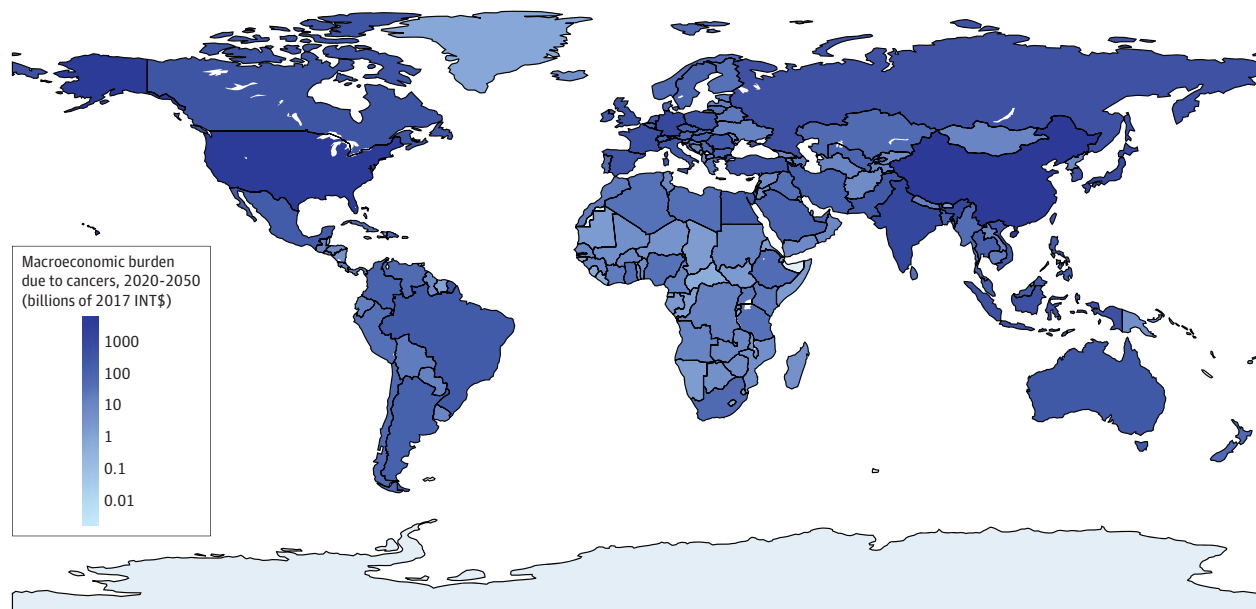 Macroeconomic burden
due to cancers, 2020-2050
(billions of 2017 INT$)
1000
100
10
1
0.1
0.01